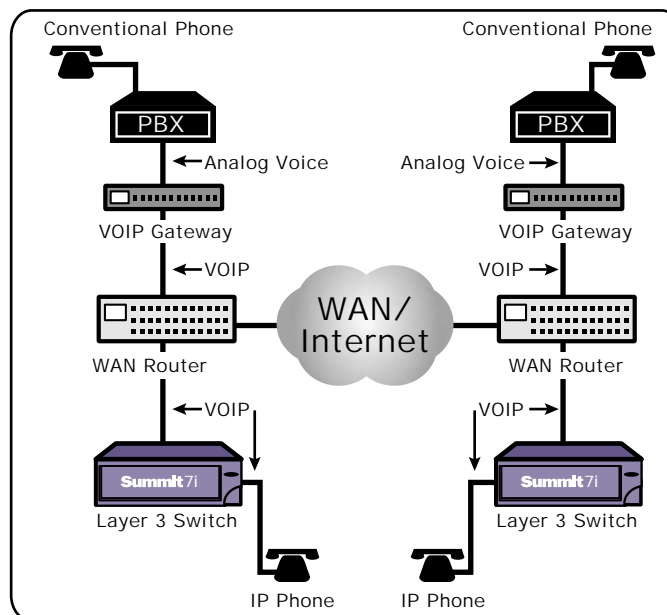 Conventional Phone
Conventional Phone
PBX
PBX
Analog Voice
Analog Voice
VOIP Gateway
VOIP Gateway
VOIP
VOIP
WAN/
Internet
WAN Router
WAN Router
VOIP
VOIP
Summit7i
Summit7i
Layer 3 Switch
Layer 3 Switch
IP Phone
IP Phone